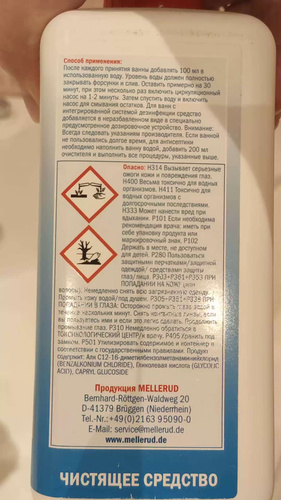 Способ применения:
После каждого принятия ванны добавлять 100 мл в
использованную воду. Уровень воды должен полностью
закрывать форсунки и слив. Оставить примерно на 30
минут, при этом несколько раз включить циркуляционный
насос на 1-2 минуты. Затем спустить воду и включить
насос для смывания остатков. Для ванн с
интегрированной системой дезинфекции средство
добавляется в неразбавленном виде в специально
предусмотренное дозировочное устройство. Внимание:
Всегда следовать указаниям производителя. Если ванной
не пользовались долгое время, для антисептики
необходимо наполнить ванну водой, добавить 200 мл
очистителя и выполнить все процедуры, указанные выше.
Опасно: H314 Вызывает серьезные
ожоги кожи и повреждения глаз.
H400 Весьма токсично для водных
организмов. H411 Токсично для
водных организмов с
долгосрочными последствиями.
H333 Может нанести вред при
вдыхании. P101 Если необходима
рекомендация врача: иметь при
себе упаковку продукта или
маркировочный знак. P102
Держать в месте, не доступном
для детей. P280 Пользоваться
защитными перчатками/защитной
одеждой/ средствами защиты
глаз/лица. P303+P361+P353 ПРИ
ПОПАДАНИИ НА КОЖУ (или
волосы): Немедленно снять всю загрязненную одежду.
Промыть кожу водой/под душем. P305+P351+P338 ПРИ
ПОПАДАНИИ В ГЛАЗА: Осторожно промыть глаза водой в
течение нескольких минут. Снять контактные линзы, если
вы пользуетесь ими и если это легко сделать. Продолжить
промывание глаз. P310 Немедленно обратиться в
ТОКСИКОЛОГИЧЕСКИЙ ЦЕНТР/к врачу. P405 Хранить под
замком. P501 Утилизировать содержимое и контейнер в
соответствии с государственными правилами. Продукт
содержит: Алк C12-16-диметилбензиламмонийхлорид
(BENZALKONIUM CHLORIDE), Гликолевая кислота (GLYCOLIC
ACID), CAPRYL GLUCOSIDE
Продукция MELLERUD
Bernhard-Röttgen-Waldweg 20
D-41379 Brüggen (Niederrhein)
Tel.-Nr.:+49(0)2163 95090-0
E-Mail: service@mellerud.de
www.mellerud.de
ЧИСТЯЩЕЕ СРЕДСТВО